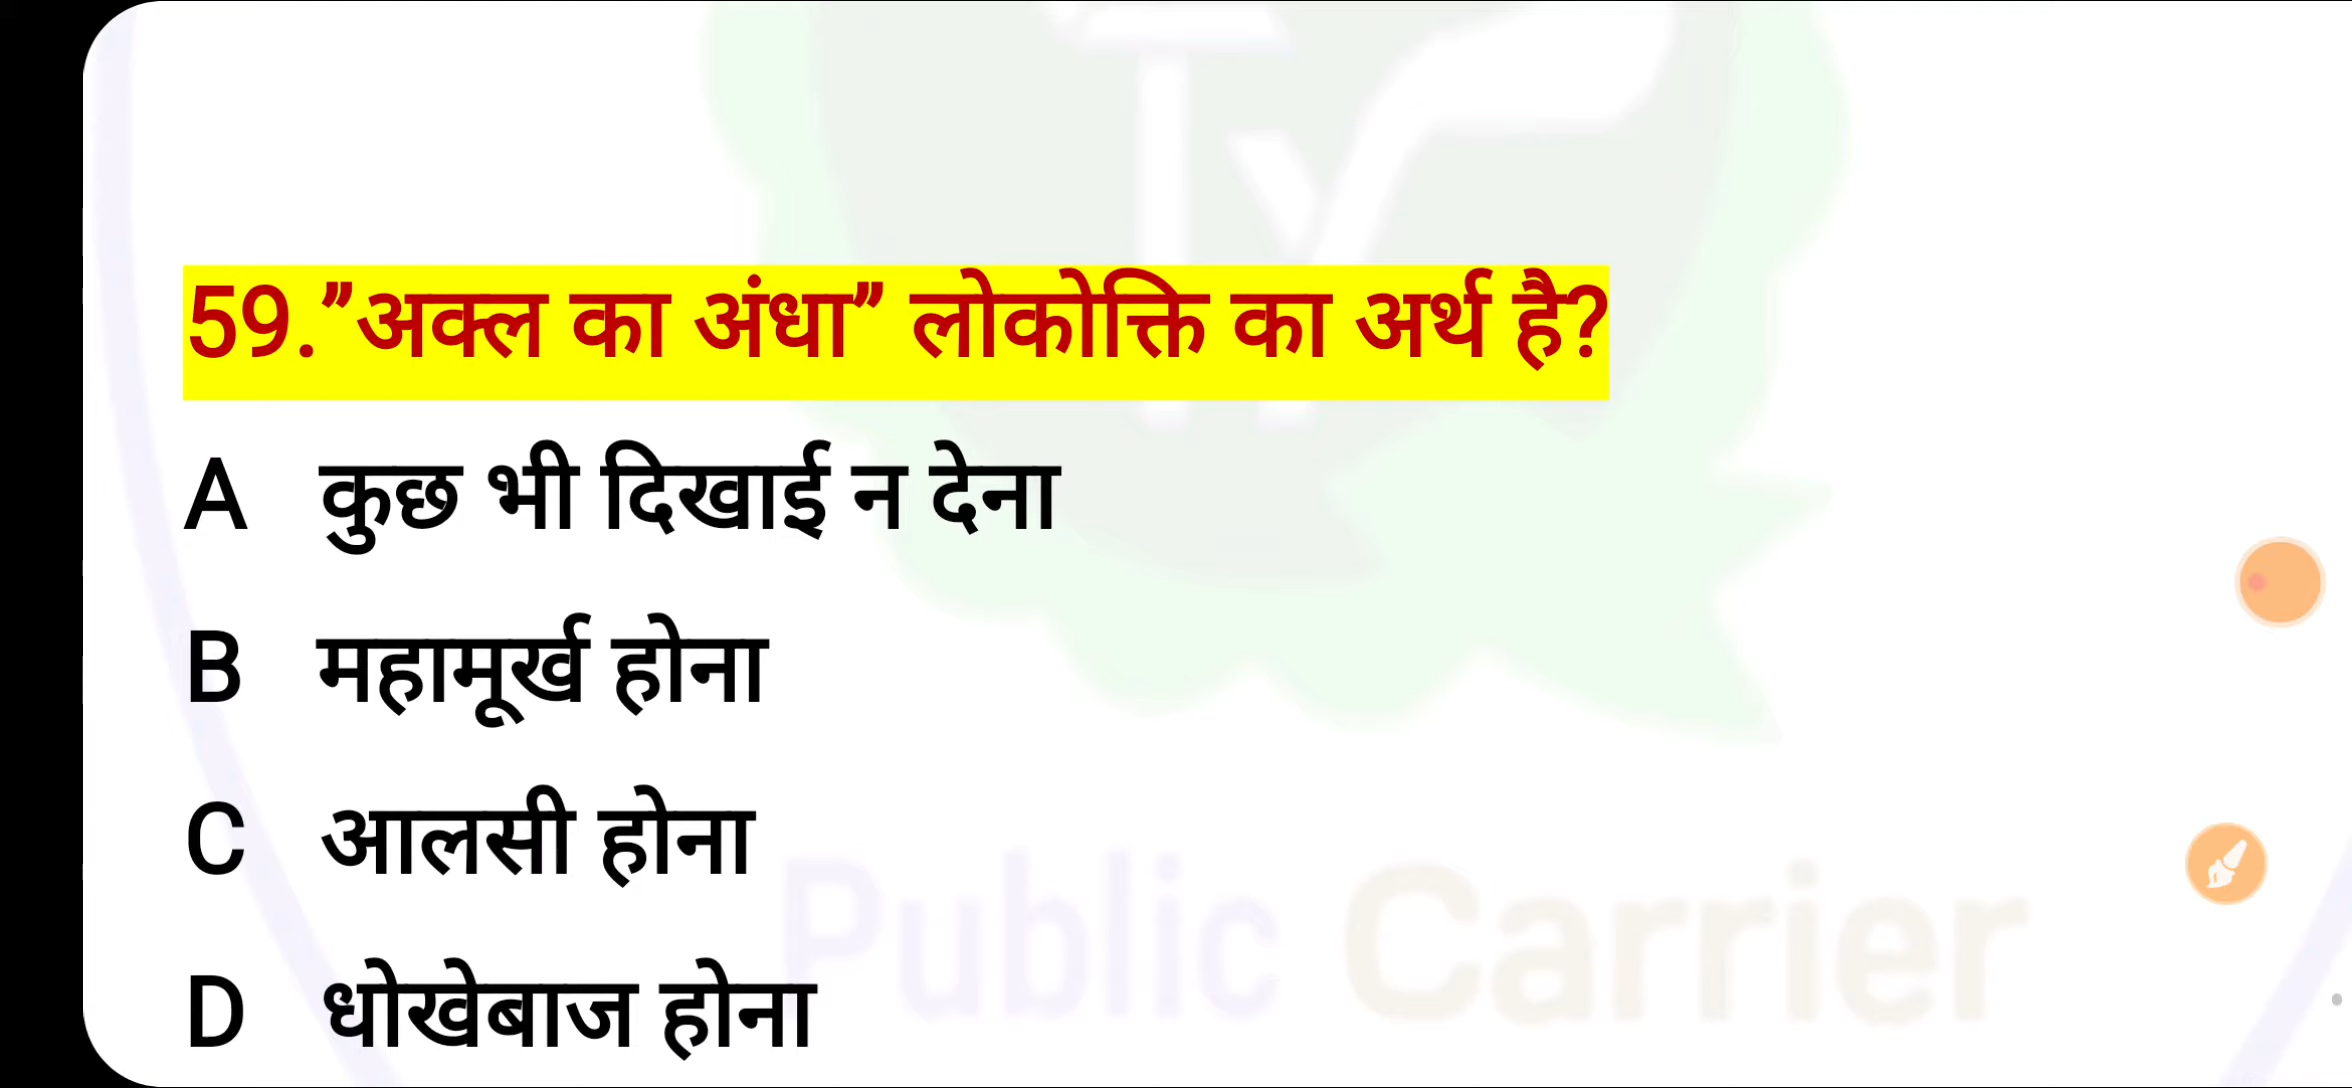 59.”अक्ल का अंधा” लोकोक्ति का अर्थ है?
A कुछ भी दिखाई न देना
B महामूर्ख होना
C आलसी होना
D धोखेबाज होना
Public Carrier